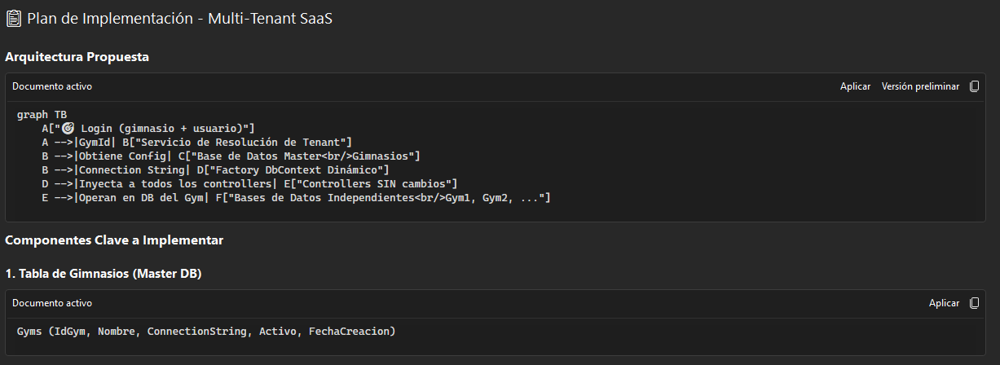 📋 Plan de Implementación - Multi-Tenant SaaS
Arquitectura Propuesta
Documento activo Aplicar Versión preliminar
graph TB
    A["🎯 Login (gimnasio + usuario)"]
    A -->|GymId| B["Servicio de Resolución de Tenant"]
    B -->|Obtiene Config| C["Base de Datos Master<br/>Gimnasios"]
    B -->|Connection String| D["Factory DbContext Dinámico"]
    D -->|Inyecta a todos los controllers| E["Controllers SIN cambios"]
    E -->|Operan en DB del Gym| F["Bases de Datos Independientes<br/>Gym1, Gym2, ..."]
Componentes Clave a Implementar
1. Tabla de Gimnasios (Master DB)
Documento activo Aplicar
Gyms (IdGym, Nombre, ConnectionString, Activo, FechaCreacion)